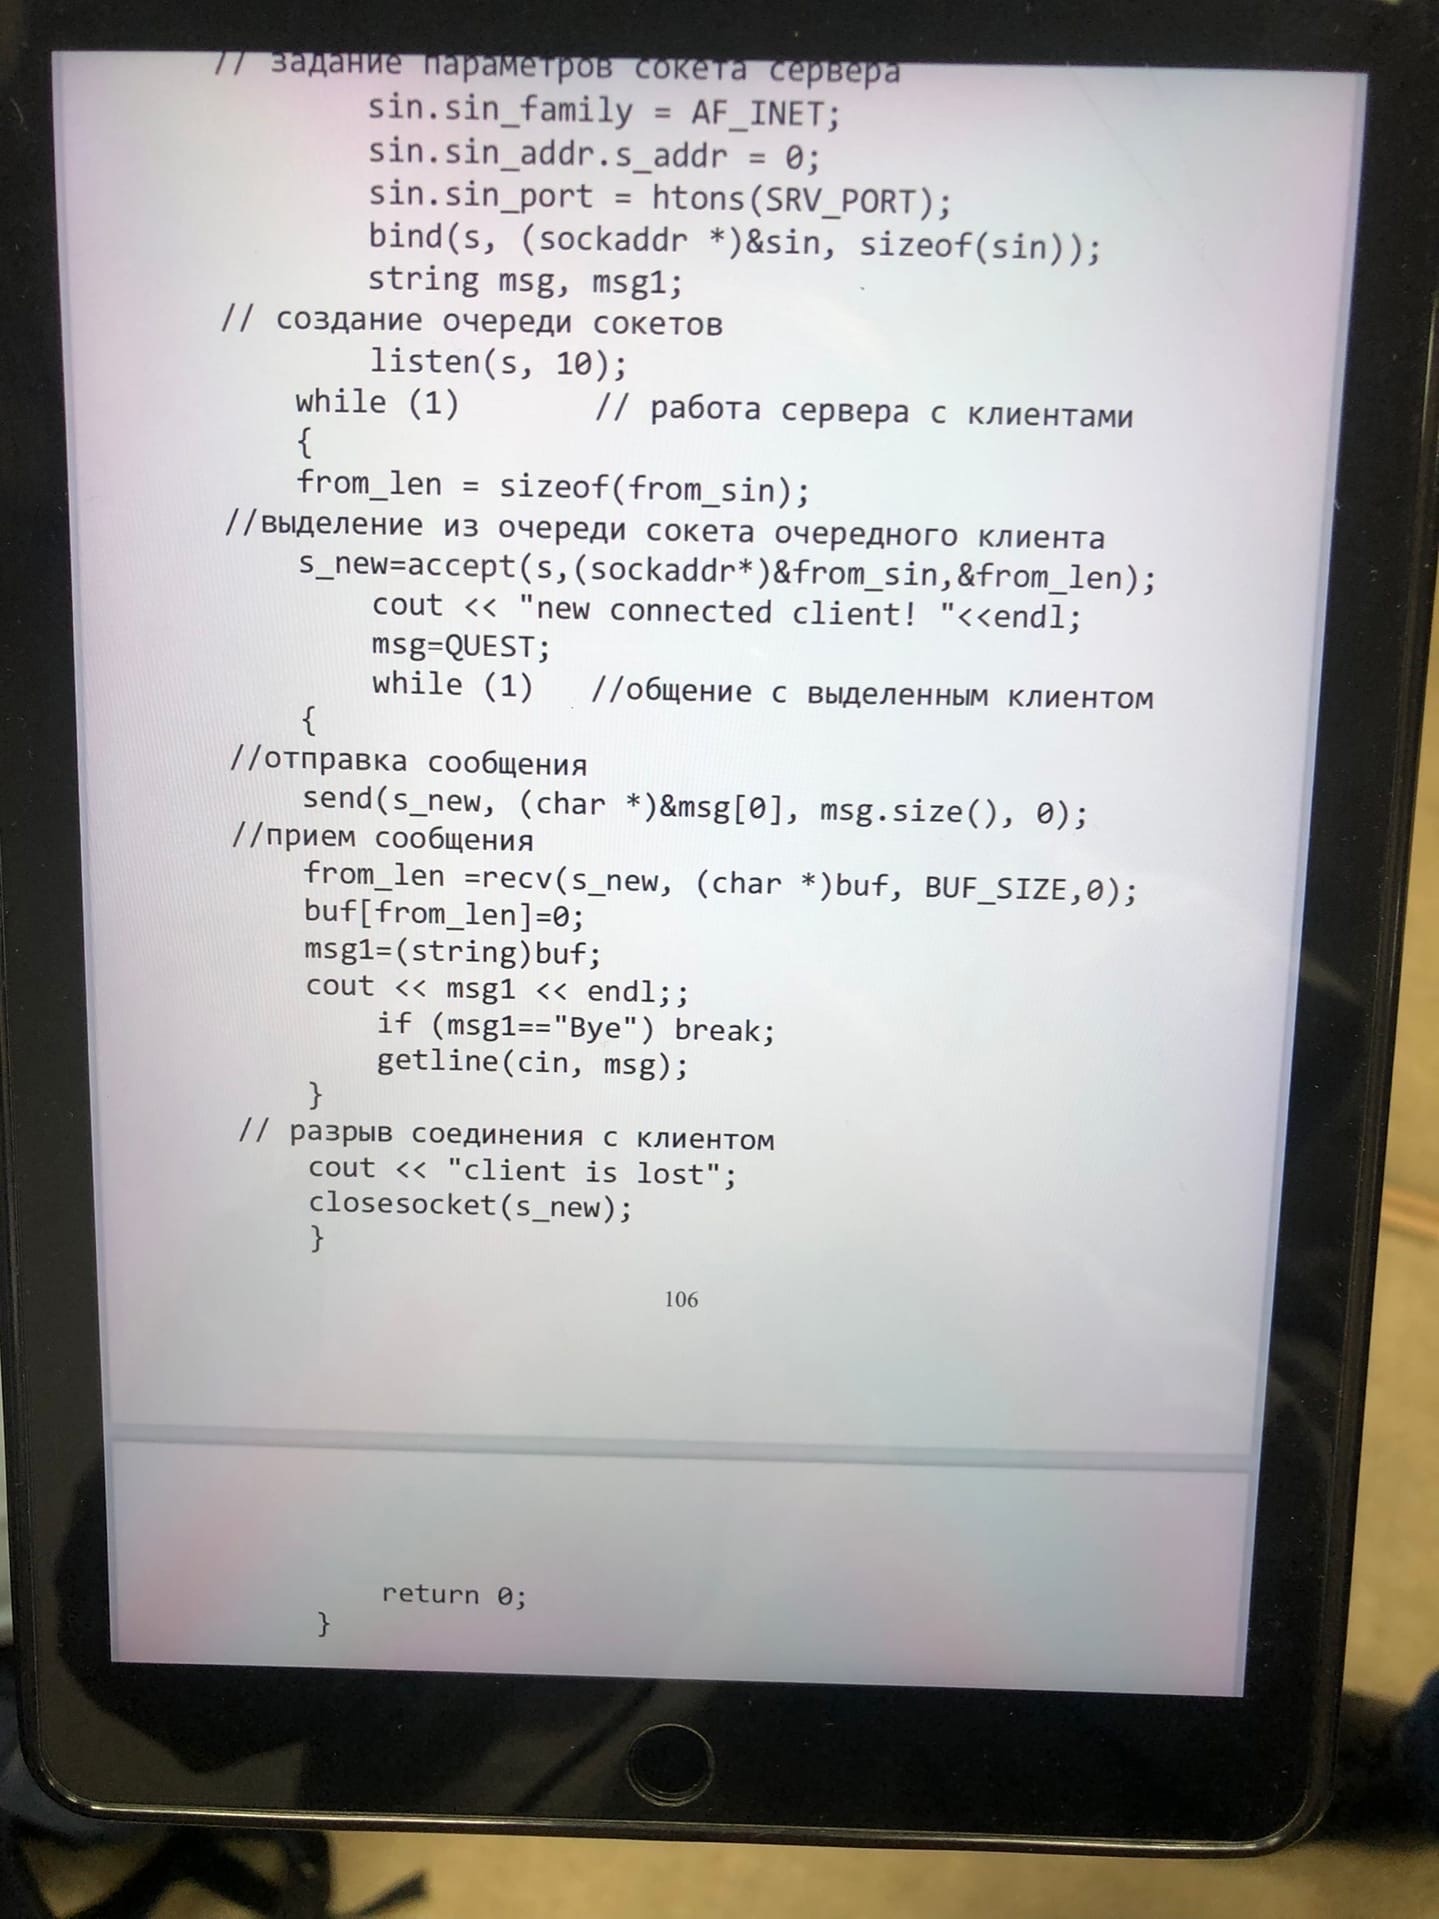 // задание параметров сокета сервера
sin.sin_family = AF_INET;
sin.sin_addr.s_addr = 0;
sin.sin_port = htons(SRV_PORT);
bind(s, (sockaddr *)&sin, sizeof(sin));
string msg, msg1;
// создание очереди сокетов
listen(s, 10);
while (1) // работа сервера с клиентами
{
from_len = sizeof(from_sin);
//выделение из очереди сокета очередного клиента
s_new=accept(s,(sockaddr*)&from_sin,&from_len);
cout << "new connected client! "<<endl;
msg=QUEST;
while (1) //общение с выделенным клиентом
{
//отправка сообщения
send(s_new, (char *)&msg[0], msg.size(), 0);
//прием сообщения
from_len =recv(s_new, (char *)buf, BUF_SIZE,0);
buf[from_len]=0;
msg1=(string)buf;
cout << msg1 << endl;;
if (msg1=="Bye") break;
getline(cin, msg);
}
// разрыв соединения с клиентом
cout << "client is lost";
closesocket(s_new);
}
106
return 0;
}